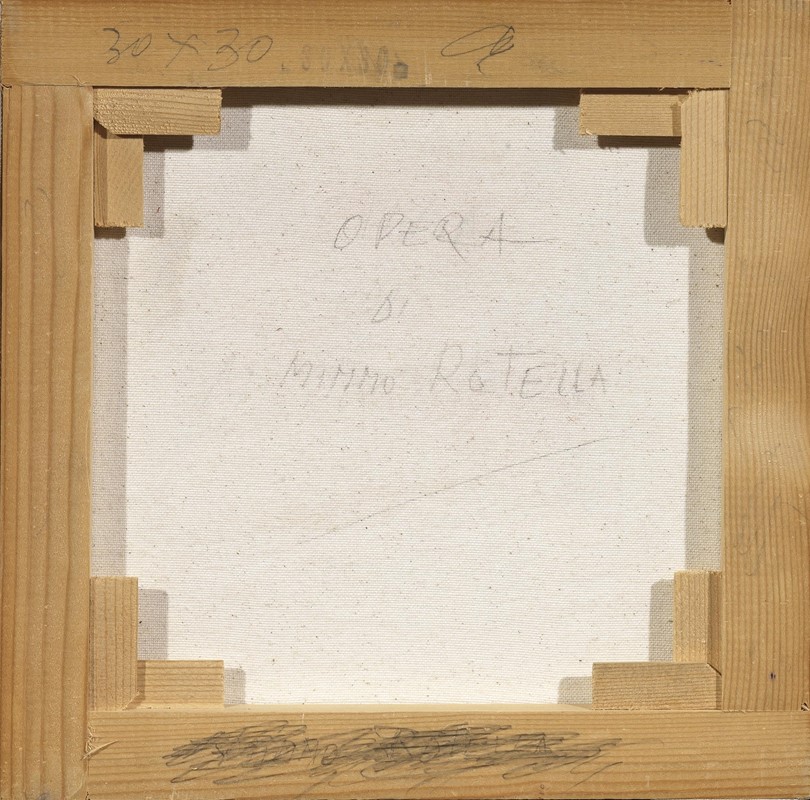 30 X 30
OPERA
DI
MIMMO ROTELLA